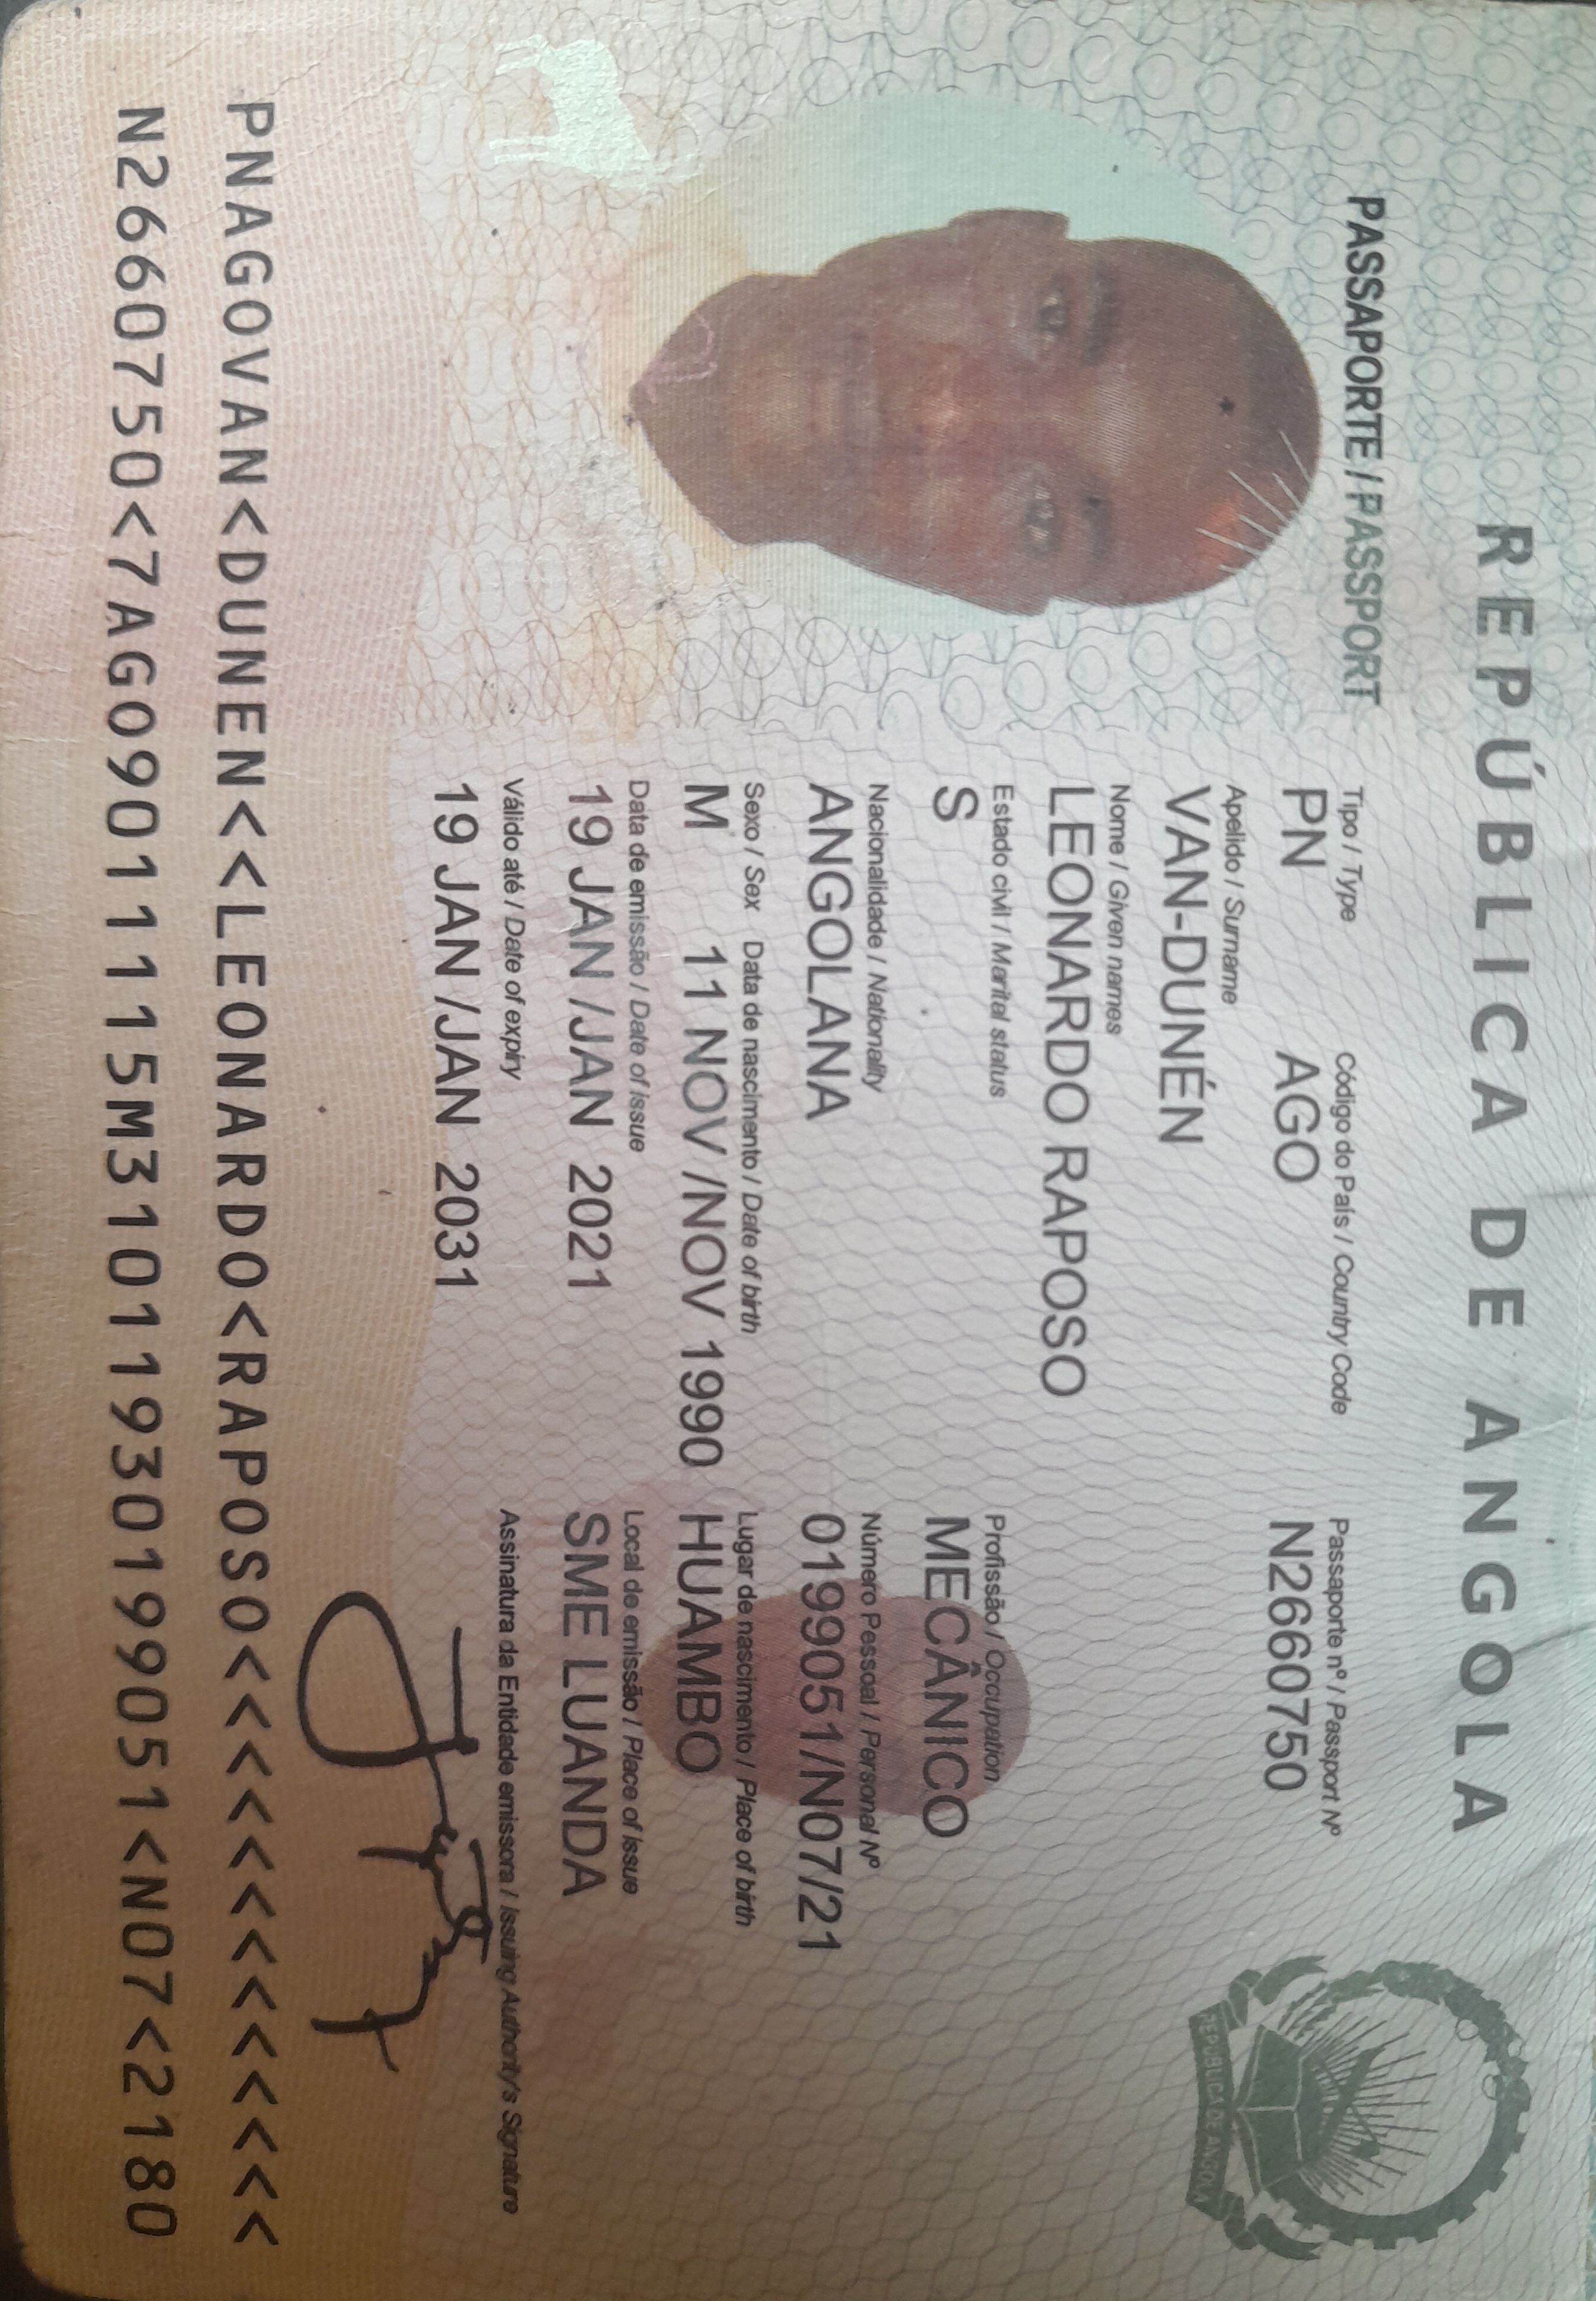 REPÚBLICA DE ANGOLA
PASSAPORTE / PASSPORT
Tipo / Type Código do País / Country Code Passaporte nº / Passport Nº
PN AGO N2660750
Apelido / Surname
VAN-DUNÉN
Nome / Given names
LEONARDO RAPOSO
Estado civil / Marital status Profissão / Occupation
S MECÂNICO
Nacionalidade / Nationality Número Pessoal / Personal Nº
ANGOLANA 0199051/N07/21
Sexo / Sex Data de nascimento / Date of birth Lugar de nascimento / Place of birth
M 11 NOV /NOV 1990 HUAMBO
Data de emissão / Date of issue Local de emissão / Place of issue
19 JAN /JAN 2021 SME LUANDA
Válido até / Date of expiry Assinatura da Entidade emissora / Issuing Authority's Signature
19 JAN /JAN 2031
REPÚBLICA DE ANGOLA
PNAGOVAN<DUNEN<<LEONARDO<RAPOSO<<<<<<<<<<<<<
N2660750<7AGO9011115M31011930199051<N07<2180